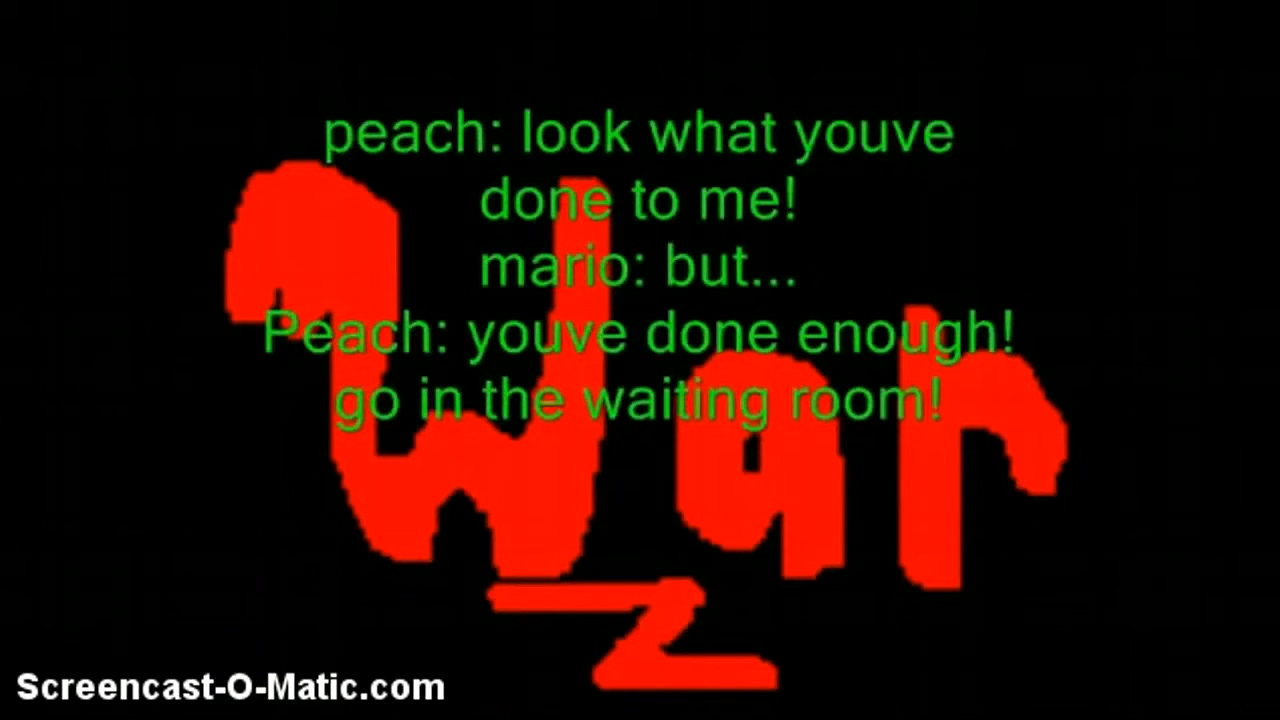 peach: look what youve
done to me!
mario: but...
Peach: youve done enough!
go in the waiting room!
war
z
Screencast-O-Matic.com